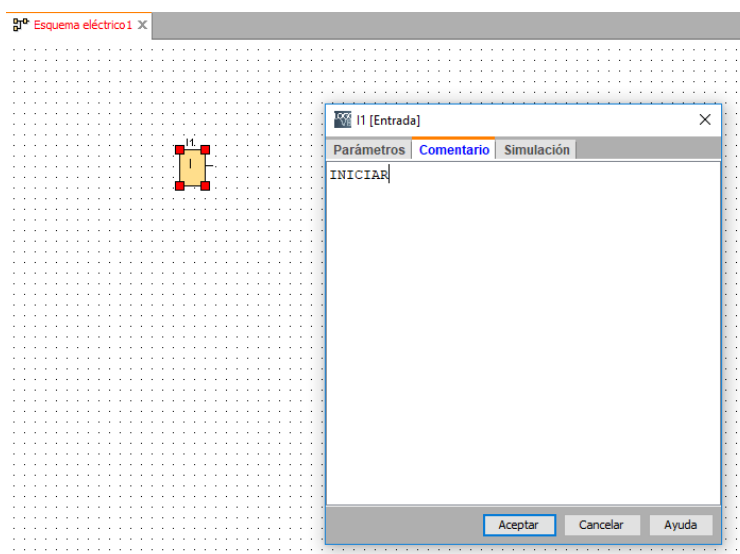 Esquema eléctrico1 X
I1 [Entrada]
Parámetros Comentario Simulación
INICIAR
I1
I
Aceptar Cancelar Ayuda